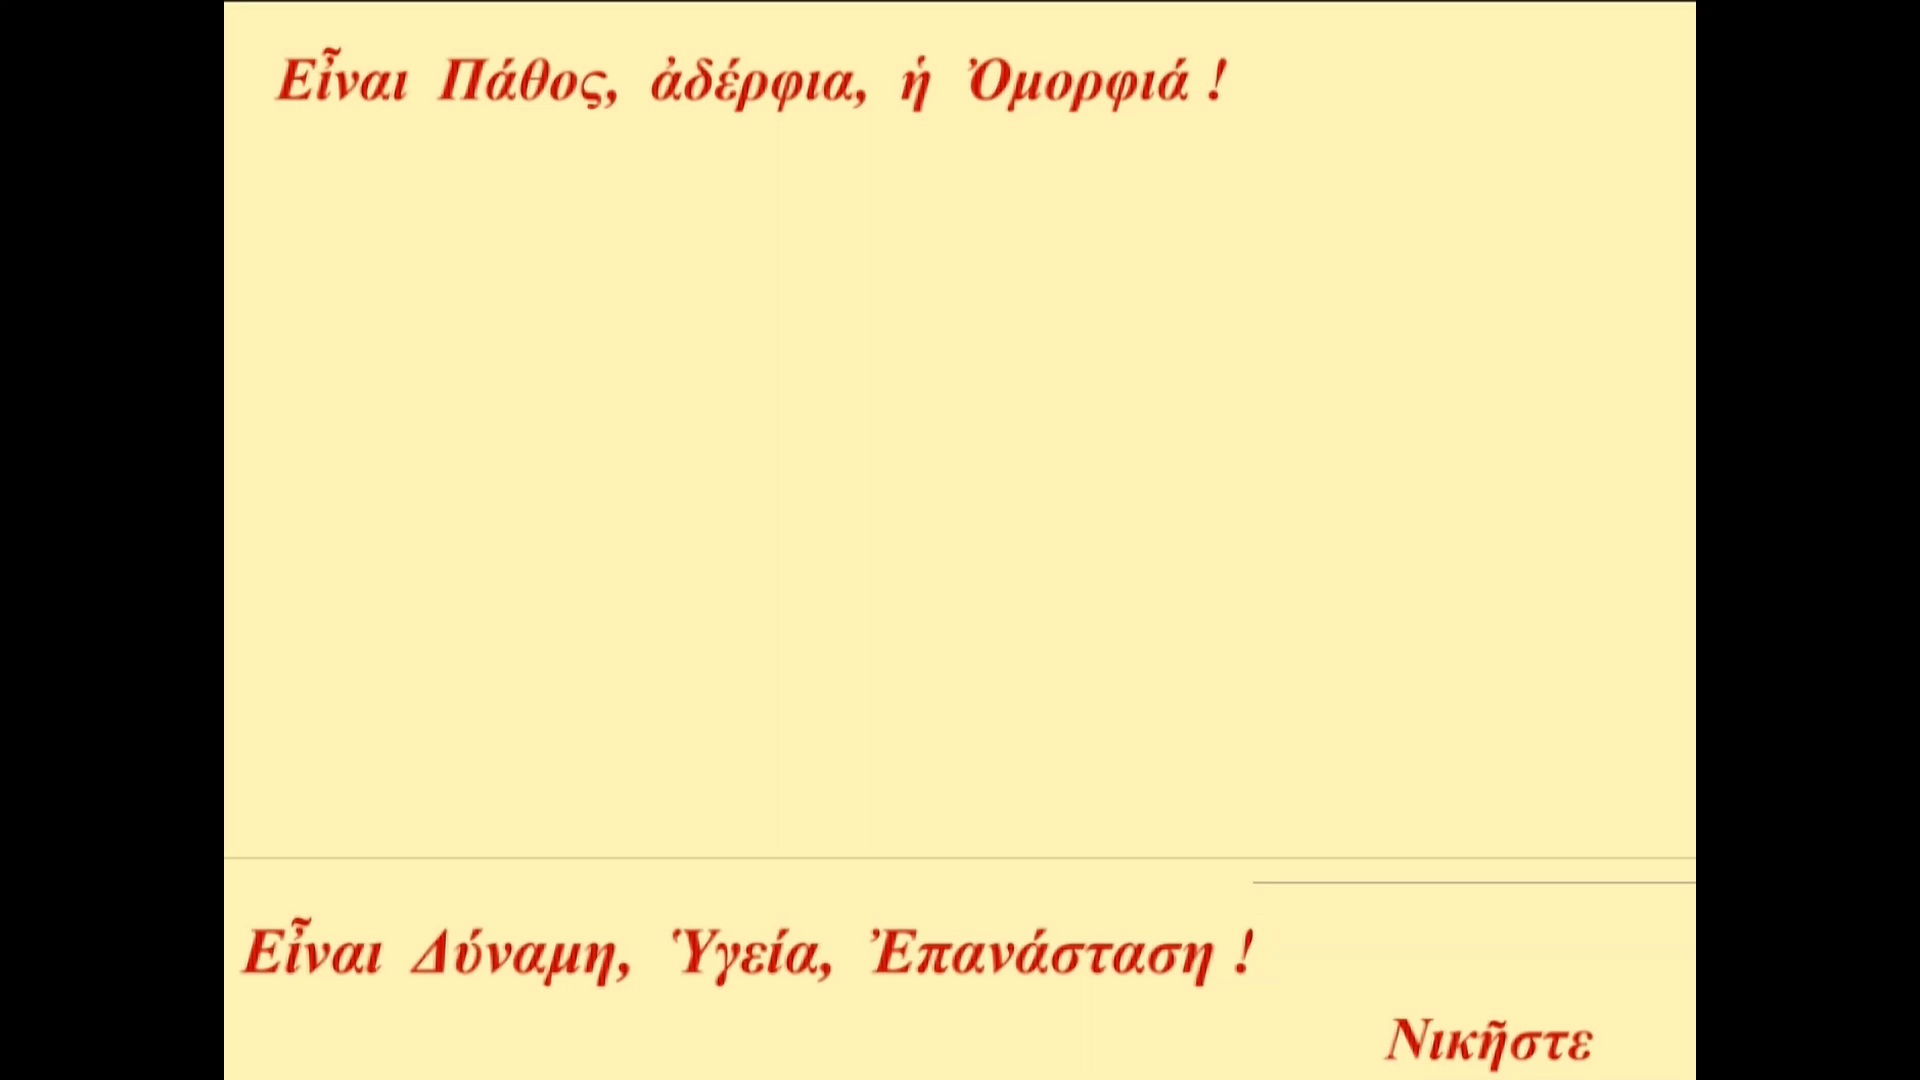 Εἶναι Πάθος, ἀδέρφια, ἡ Ὀμορφιά !
Εἶναι Δύναμη, Ὑγεία, Ἐπανάσταση !
Νικῆστε